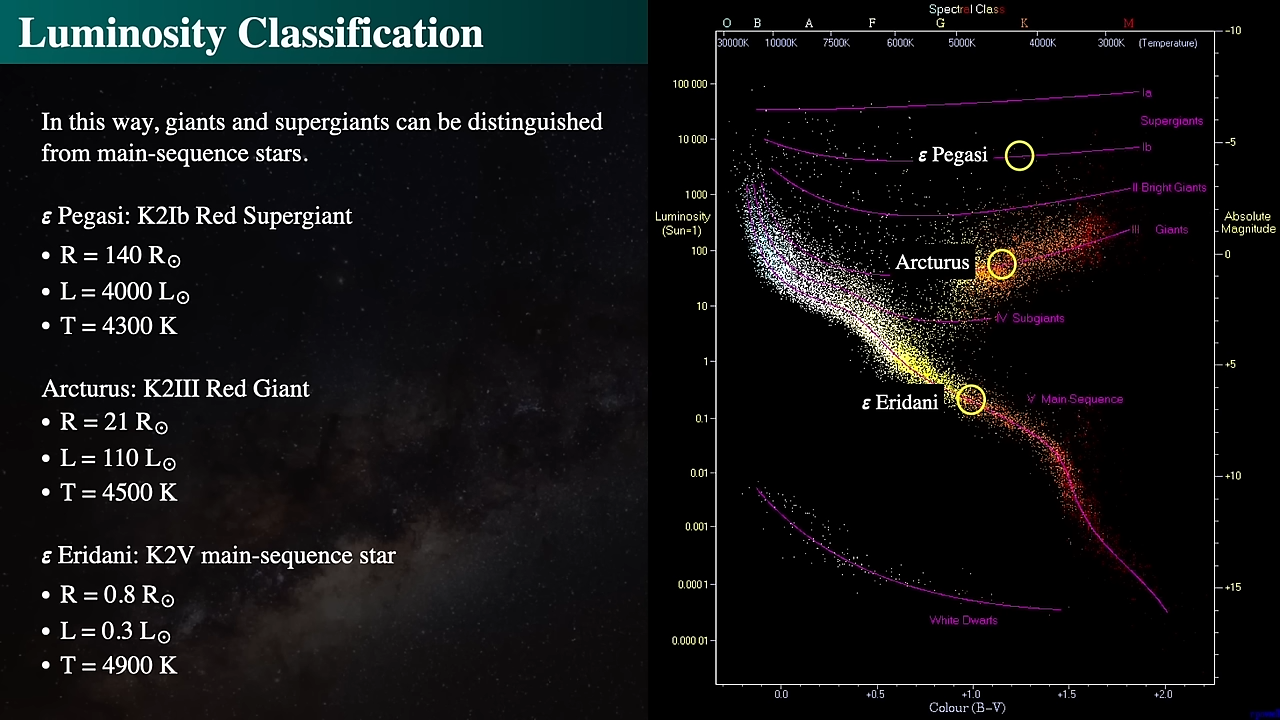 Luminosity Classification
In this way, giants and supergiants can be distinguished
from main-sequence stars.
ε Pegasi: K2Ib Red Supergiant
• R = 140 R☉
• L = 4000 L☉
• T = 4300 K
Arcturus: K2III Red Giant
• R = 21 R☉
• L = 110 L☉
• T = 4500 K
ε Eridani: K2V main-sequence star
• R = 0.8 R☉
• L = 0.3 L☉
• T = 4900 K
Spectral Class
O B A F G K M
30000K 10000K 7500K 6000K 5000K 4000K 3000K (Temperature)
-10
100 000
Ia
Supergiants
10 000
-5
Ib
ε Pegasi
1000
II Bright Giants
Luminosity
(Sun=1)
Absolute
Magnitude
III Giants
100
0
Arcturus
10
IV Subgiants
1
+5
ε Eridani
V Main Sequence
0.1
0.01
+10
0.001
0.0001
+15
White Dwarfs
0.000 01
0.0 +0.5 +1.0 +1.5 +2.0
Colour (B-V)